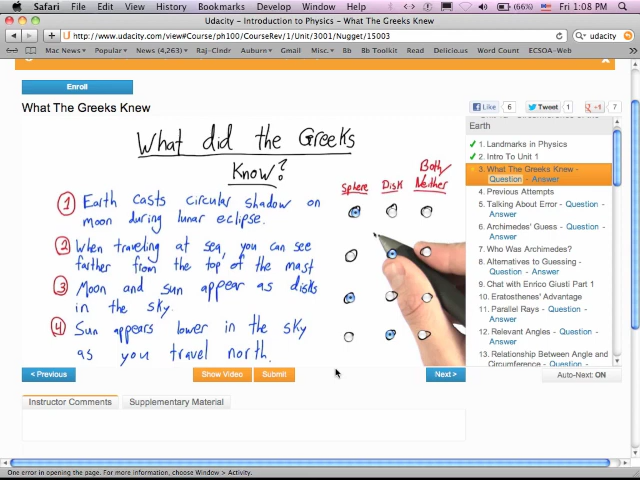 Safari File Edit View History Bookmarks Develop Window Help (66%) Fri 1:08 PM
Udacity – Introduction to Physics – What The Greeks Know
http://www.udacity.com/view#Course/ph100/CourseRev/1/Unit/3001/Nugget/15003 udacity
Mac News Popular News (4,263) Raj-Cindr Auburn Stuff Bb Bb Toolkit Read Delicio.us Word Count ECSOA-Web
Enroll
What The Greeks Knew
Like 6 Tweet 1 +1 7
What did the Greeks
Know?
Sphere Disk Both/
Neither
1 Earth casts circular shadow on
moon during lunar eclipse.
2 When traveling at sea, you can see
farther from the top of the mast
3 Moon and sun appear as disks
in the sky.
4 Sun appears lower in the sky
as you travel north.
Earth
1. Landmarks in Physics
2. Intro To Unit 1
3. What The Greeks Knew -
Question - Answer
4. Previous Attempts
5. Talking About Error - Question -
Answer
6. Archimedes' Guess - Question -
Answer
7. Who Was Archimedes?
8. Alternatives to Guessing -
Question - Answer
9. Chat with Enrico Giusti Part 1
10. Eratosthenes' Advantage
11. Parallel Rays - Question -
Answer
12. Relevant Angles - Question -
Answer
13. Relationship Between Angle and
Circumference of the Earth -
< Previous Show Video Submit Next > Auto-Next: ON
Instructor Comments Supplementary Material
One error in opening the page. For more information, choose Window > Activity.